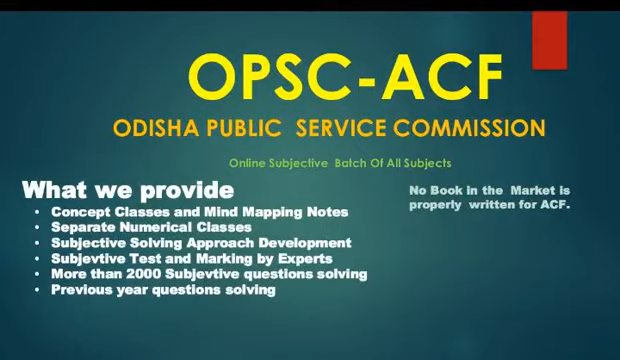 OPSC-ACF
ODISHA PUBLIC SERVICE COMMISSION
Online Subjective Batch Of All Subjects
What we provide
• Concept Classes and Mind Mapping Notes
• Separate Numerical Classes
• Subjective Solving Approach Development
• Subjevtive Test and Marking by Experts
• More than 2000 Subjevtive questions solving
• Previous year questions solving
No Book in the Market is
properly written for ACF.